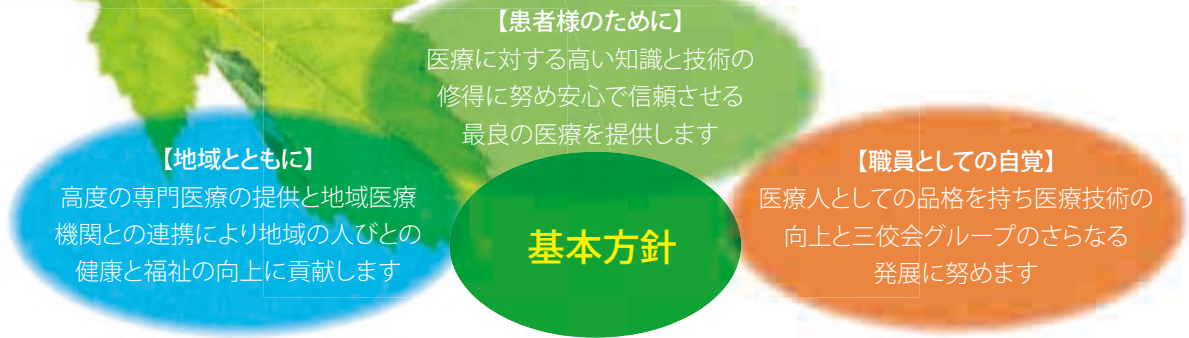 【患者様のために】
医療に対する高い知識と技術の
修得に努め安心で信頼させる
最良の医療を提供します
【地域とともに】
高度の専門医療の提供と地域医療
機関との連携により地域の人びとの
健康と福祉の向上に貢献します
基本方針
【職員としての自覚】
医療人としての品格を持ち医療技術の
向上と三佼会グループのさらなる
発展に努めます